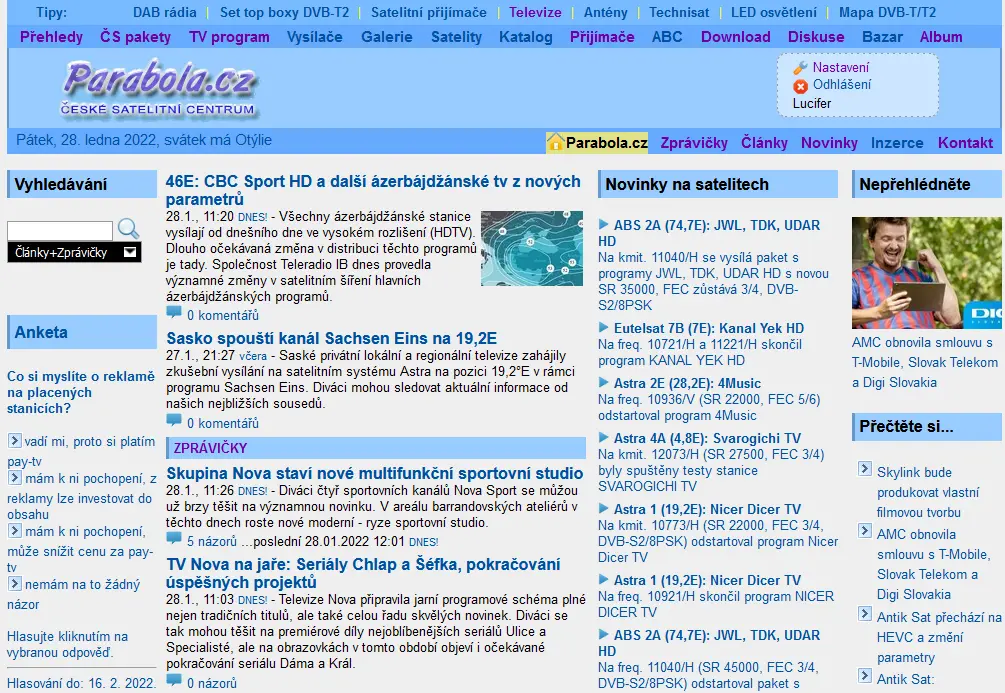 Tipy: DAB rádia | Set top boxy DVB-T2 | Satelitní přijímače | Televize | Antény | Technisat | LED osvětlení | Mapa DVB-T/T2
Přehledy ČS pakety TV program Vysílače Galerie Satelity Katalog Přijímače ABC Download Diskuse Bazar Album
Parabola.cz
ČESKÉ SATELITNÍ CENTRUM
Nastavení
Odhlášení
Lucifer
Pátek, 28. ledna 2022, svátek má Otýlie
Parabola.cz Zprávičky Články Novinky Inzerce Kontakt
Vyhledávání
Články+Zprávičky
Anketa
Co si myslíte o reklamě
na placených
stanicích?
vadí mi, proto si platím
pay-tv
mám k ni pochopení, z
reklamy lze investovat do
obsahu
mám k ni pochopení,
může snížit cenu za pay-
tv
nemám na to žádný
názor
Hlasujte kliknutím na
vybranou odpověď.
Hlasování do: 16. 2. 2022.
46E: CBC Sport HD a další ázerbájdžánské tv z nových
parametrů
28.1., 11:20 DNES! - Všechny ázerbájdžánské stanice
vysílají od dnešního dne ve vysokém rozlišení (HDTV).
Dlouho očekávaná změna v distribuci těchto programů
je tady. Společnost Teleradio IB dnes provedla
významné změny v satelitním šíření hlavních
ázerbájdžánských programů.
0 komentářů
Sasko spouští kanál Sachsen Eins na 19,2E
27.1., 21:27 včera - Saské privátní lokální a regionální televize zahájily
zkušební vysílání na satelitním systému Astra na pozici 19,2°E v rámci
programu Sachsen Eins. Diváci mohou sledovat aktuální informace od
našich nejbližších sousedů.
0 komentářů
ZPRÁVIČKY
Skupina Nova staví nové multifunkční sportovní studio
28.1., 11:26 DNES! - Diváci čtyř sportovních kanálů Nova Sport se můžou
už brzy těšit na významnou novinku. V areálu barrandovských ateliérů v
těchto dnech roste nové moderní - ryze sportovní studio.
5 názorů ...poslední 28.01.2022 12:01 DNES!
TV Nova na jaře: Seriály Chlap a Šéfka, pokračování
úspěšných projektů
28.1., 11:03 DNES! - Televize Nova připravila jarní programové schéma plné
nejen tradičních titulů, ale také celou řadu skvělých novinek. Diváci se
tak mohou těšit na premiérové díly nejoblíbenějších seriálů Ulice a
Specialisté, ale na obrazovkách v tomto období objeví i očekávané
pokračování seriálu Dáma a Král.
0 názorů
Novinky na satelitech
ABS 2A (74,7E): JWL, TDK, UDAR
HD
Na kmit. 11040/H se vysílá paket s
programy JWL, TDK, UDAR HD s novou
SR 35000, FEC zůstává 3/4, DVB-
S2/8PSK
Eutelsat 7B (7E): Kanal Yek HD
Na freq. 10721/H a 11221/H skončil
program KANAL YEK HD
Astra 2E (28,2E): 4Music
Na freq. 10936/V (SR 22000, FEC 5/6)
odstartoval program 4Music
Astra 4A (4,8E): Svarogichi TV
Na kmit. 12073/H (SR 27500, FEC 3/4)
byly spuštěny testy stanice
SVAROGICHI TV
Astra 1 (19,2E): Nicer Dicer TV
Na kmit. 10773/H (SR 22000, FEC 3/4,
DVB-S2/8PSK) odstartoval program Nicer
Dicer TV
Astra 1 (19,2E): Nicer Dicer TV
Na kmit. 10921/H skončil program NICER
DICER TV
ABS 2A (74,7E): JWL, TDK, UDAR
HD
Na freq. 11040/H (SR 45000, FEC 3/4,
DVB-S2/8PSK) odstartoval paket s
Nepřehlédněte
AMC obnovila smlouvu s
T-Mobile, Slovak Telekom
a Digi Slovakia
Přečtěte si...
Skylink bude
produkovat vlastní
filmovou tvorbu
AMC obnovila
smlouvu s T-Mobile,
Slovak Telekom a
Digi Slovakia
Antik Sat přechází na
HEVC a změní
parametry
Antik Sat: